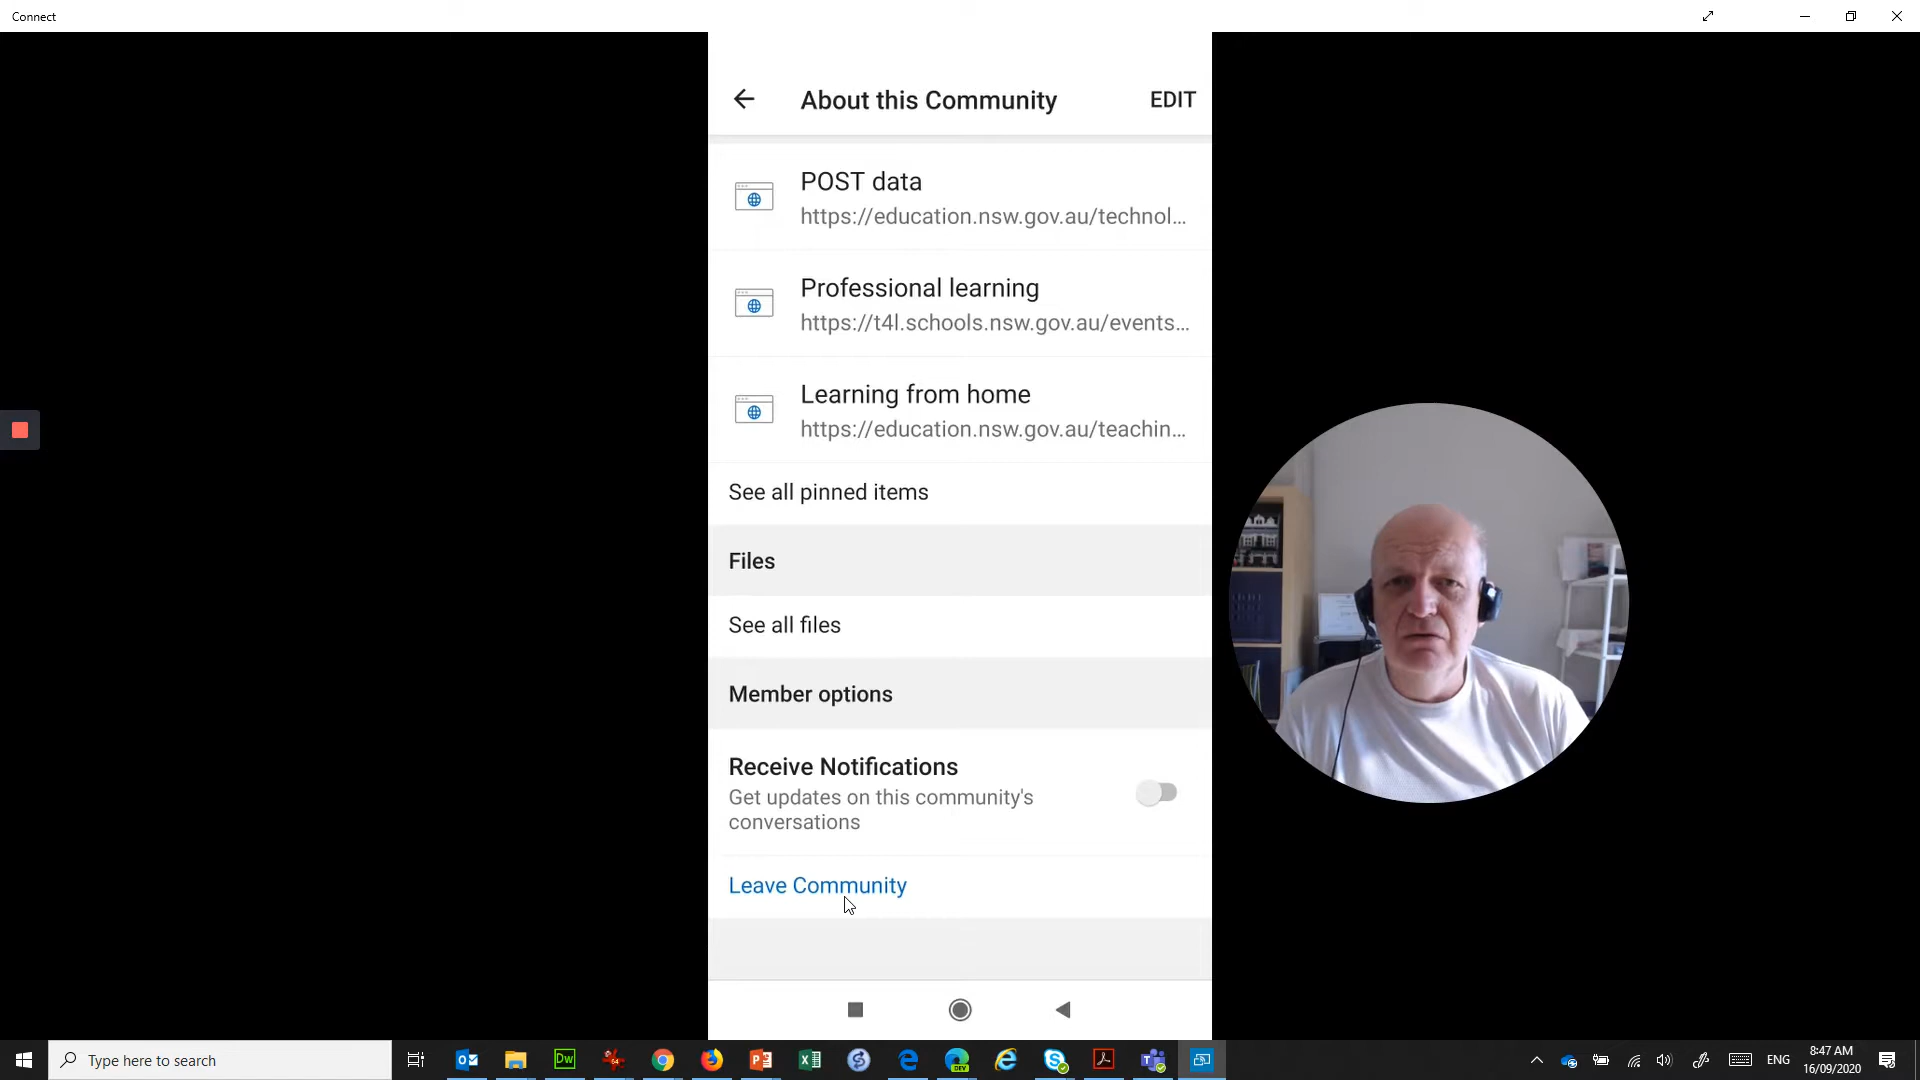 Connect
About this Community
EDIT
POST data
https://education.nsw.gov.au/technol...
Professional learning
https://t4l.schools.nsw.gov.au/events...
Learning from home
https://education.nsw.gov.au/teachin...
See all pinned items
Files
See all files
Member options
Receive Notifications
Get updates on this community's
conversations
Leave Community
Type here to search
Dw
DEV
ENG
8:47 AM
16/09/2020